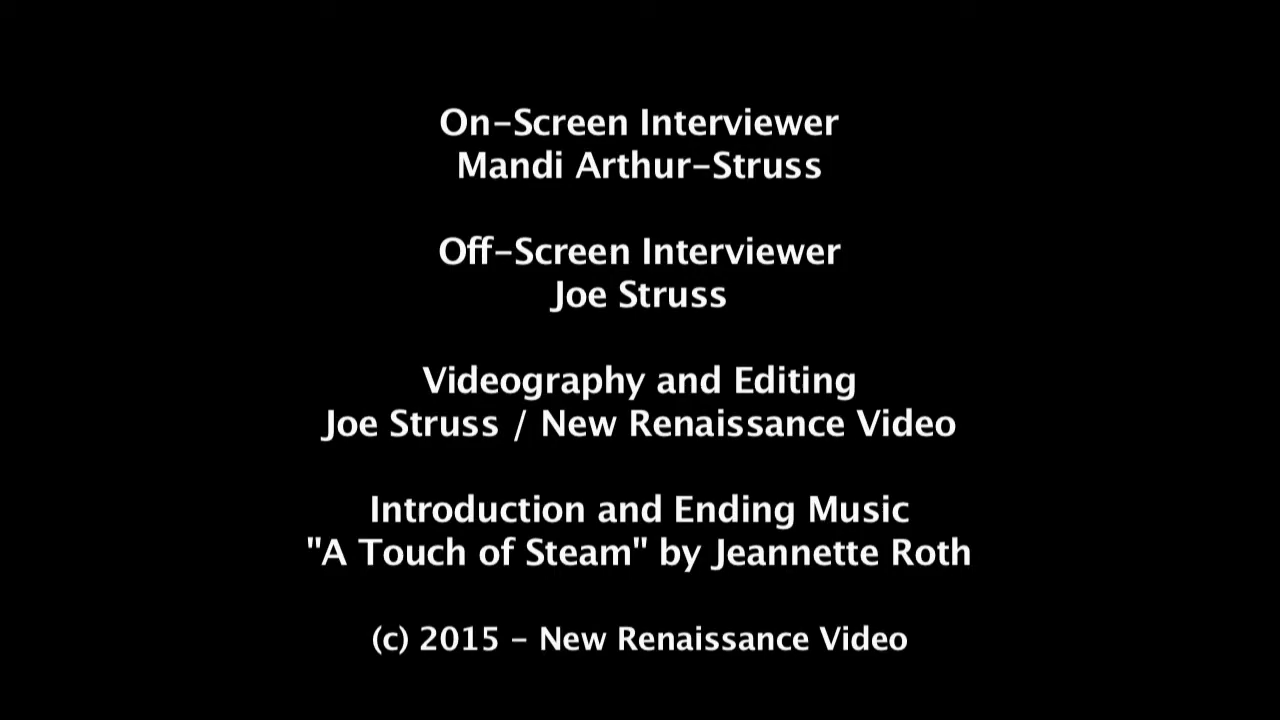 On-Screen Interviewer
Mandi Arthur-Struss
Off-Screen Interviewer
Joe Struss
Videography and Editing
Joe Struss / New Renaissance Video
Introduction and Ending Music
"A Touch of Steam" by Jeannette Roth
(c) 2015 - New Renaissance Video